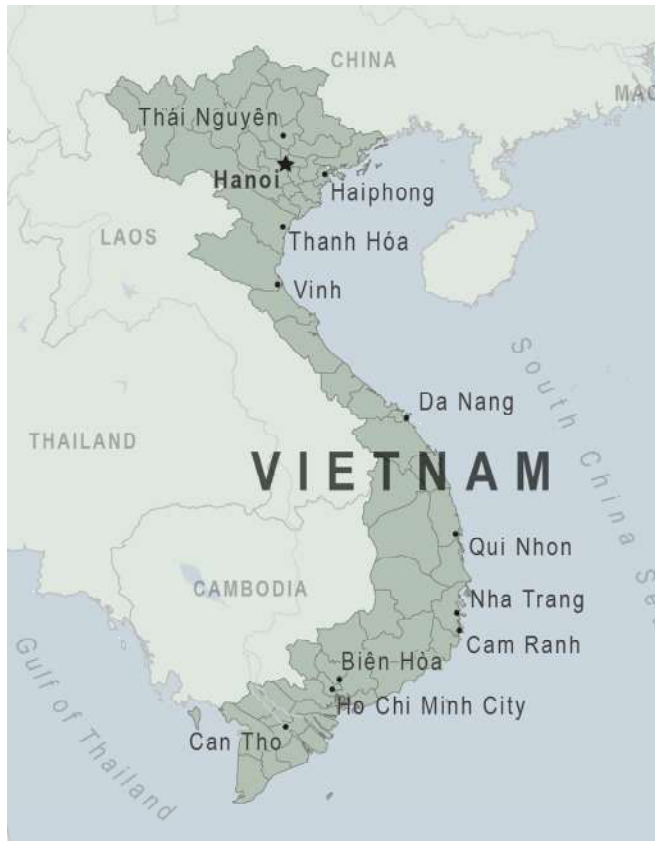 CHINA
MAC
Thái Nguyên
Hanoi
Haiphong
LAOS
Thanh Hóa
Vinh
South China Se
Da Nang
THAILAND
VIETNAM
Qui Nhon
CAMBODIA
Nha Trang
Cam Ranh
Biên Hòa
Ho Chi Minh City
Can Tho
Gulf of Thailand